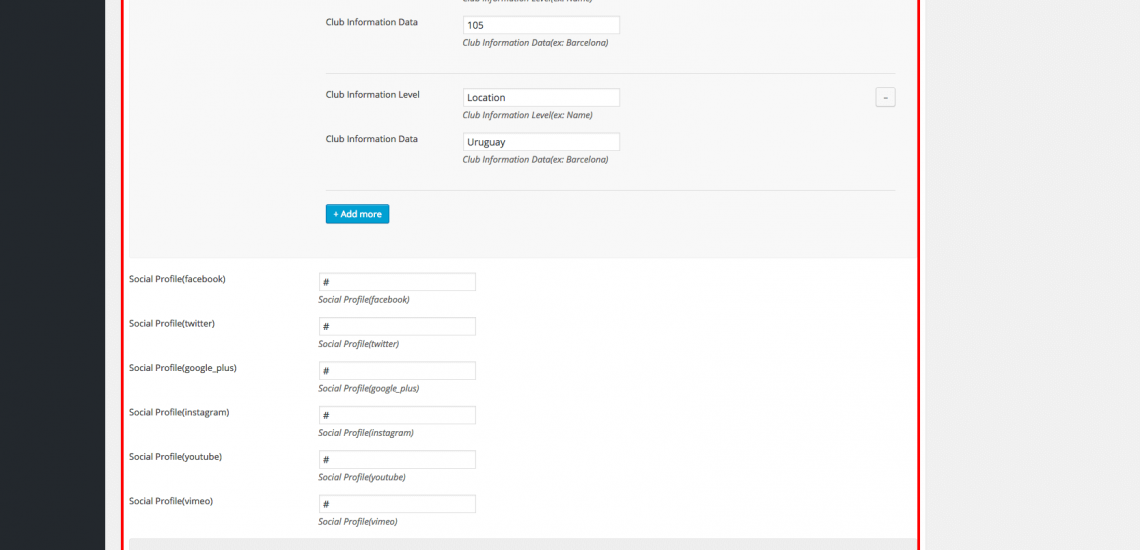 Club Information Level(ex: Name)
Club Information Data
105
Club Information Data(ex: Barcelona)
Club Information Level
Location
–
Club Information Level(ex: Name)
Club Information Data
Uruguay
Club Information Data(ex: Barcelona)
+ Add more
Social Profile(facebook)
#
Social Profile(facebook)
Social Profile(twitter)
#
Social Profile(twitter)
Social Profile(google_plus)
#
Social Profile(google_plus)
Social Profile(instagram)
#
Social Profile(instagram)
Social Profile(youtube)
#
Social Profile(youtube)
Social Profile(vimeo)
#
Social Profile(vimeo)